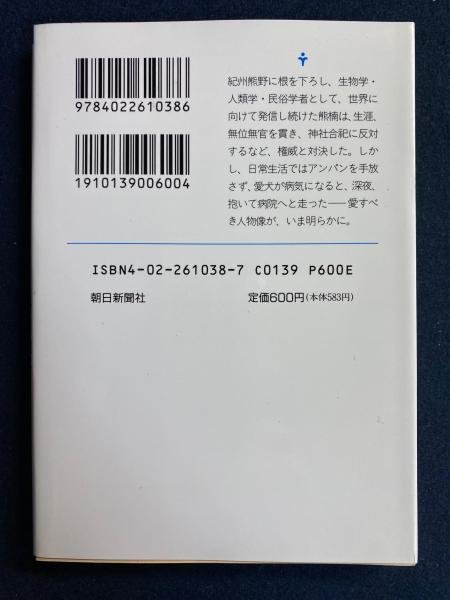 9784022610386
1910139006004
紀州熊野に根を下ろし、生物学・
人類学・民俗学者として、世界に
向けて発信し続けた熊楠は、生涯、
無位無官を貫き、神社合祀に反対
するなど、権威と対決した。しか
し、日常生活ではアンパンを手放
さず、愛犬が病気になると、深夜、
抱いて病院へと走った――愛すべ
き人物像が、いま明らかに。
ISBN4-02-261038-7 C0139 P600E
朝日新聞社
定価600円(本体583円)